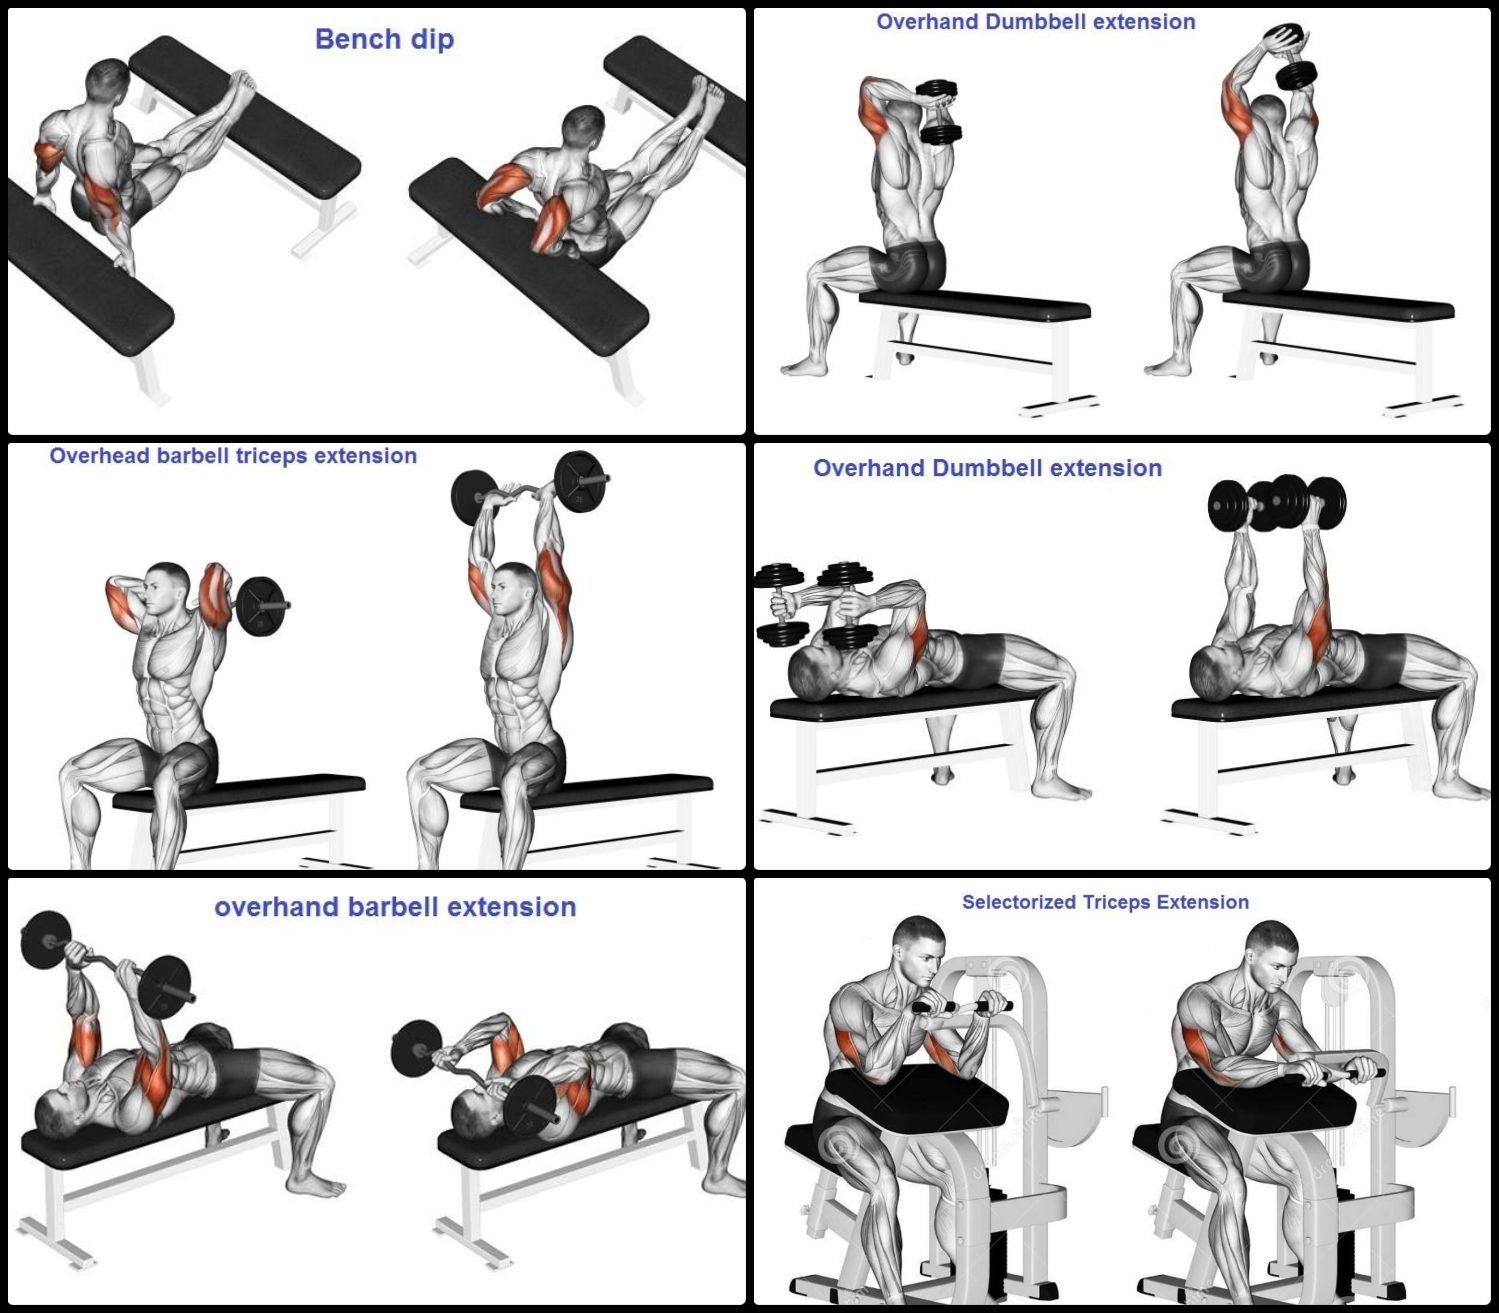 Bench dip
Overhand Dumbbell extension
Overhead barbell triceps extension
Overhand Dumbbell extension
overhand barbell extension
Selectorized Triceps Extension